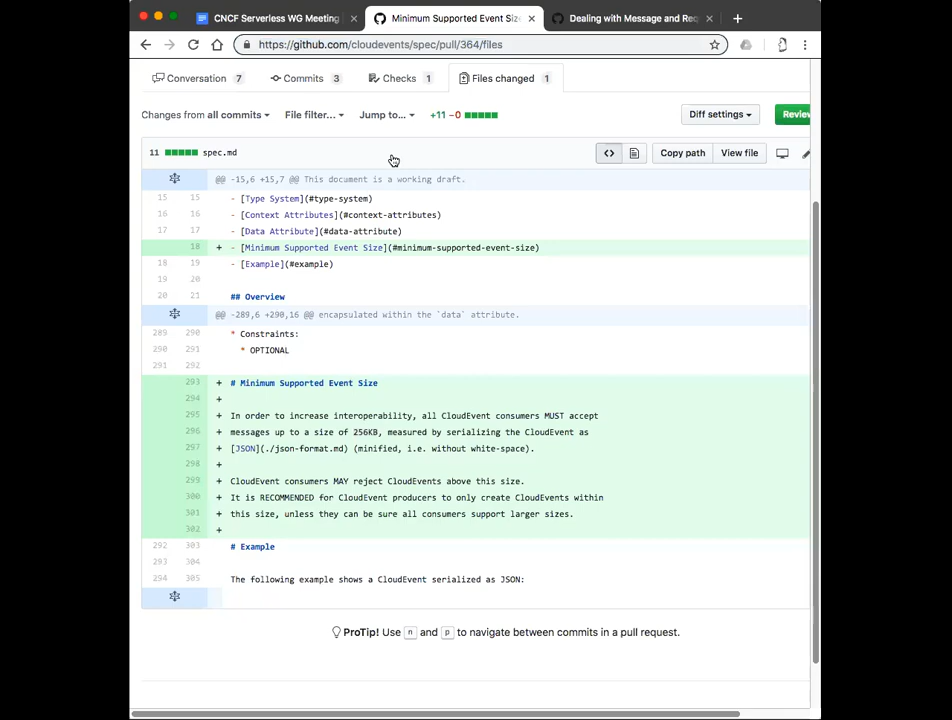 CNCF Serverless WG Meeting
Minimum Supported Event Siz
Dealing with Message and Req
https://github.com/cloudevents/spec/pull/364/files
Conversation 7
Commits 3
Checks 1
Files changed 1
Changes from all commits
File filter...
Jump to...
+11 −0
Diff settings
Review
11 spec.md
Copy path
View file
@@ -15,6 +15,7 @@ This document is a working draft.
15 15 - [Type System](#type-system)
16 16 - [Context Attributes](#context-attributes)
17 17 - [Data Attribute](#data-attribute)
18 + - [Minimum Supported Event Size](#minimum-supported-event-size)
18 19 - [Example](#example)
19 20
20 21 ## Overview
@@ -289,6 +290,16 @@ encapsulated within the `data` attribute.
289 290 * Constraints:
290 291 * OPTIONAL
291 292
293 + # Minimum Supported Event Size
294 +
295 + In order to increase interoperability, all CloudEvent consumers MUST accept
296 + messages up to a size of 256KB, measured by serializing the CloudEvent as
297 + [JSON](./json-format.md) (minified, i.e. without white-space).
298 +
299 + CloudEvent consumers MAY reject CloudEvents above this size.
300 + It is RECOMMENDED for CloudEvent producers to only create CloudEvents within
301 + this size, unless they can be sure all consumers support larger sizes.
302 +
292 303 # Example
293 304
294 305 The following example shows a CloudEvent serialized as JSON:
ProTip! Use n and p to navigate between commits in a pull request.